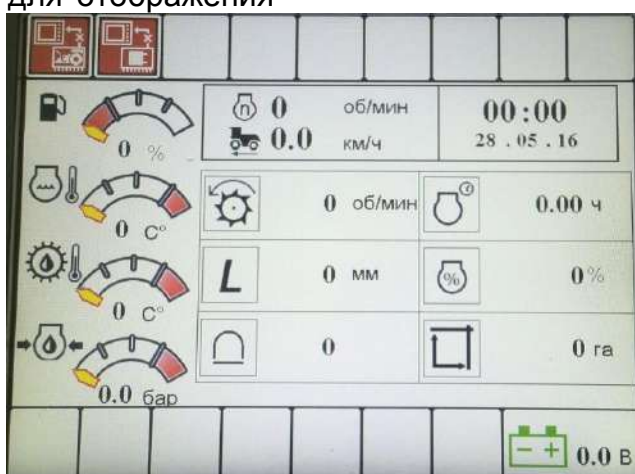 для отображения
n 0 об/мин 00:00
0.0 км/ч 28 . 05 . 16
0 %
0 об/мин 0.00 ч
0 C°
L 0 мм % 0%
0 C°
0 0 га
0.0 бар
0.0 В